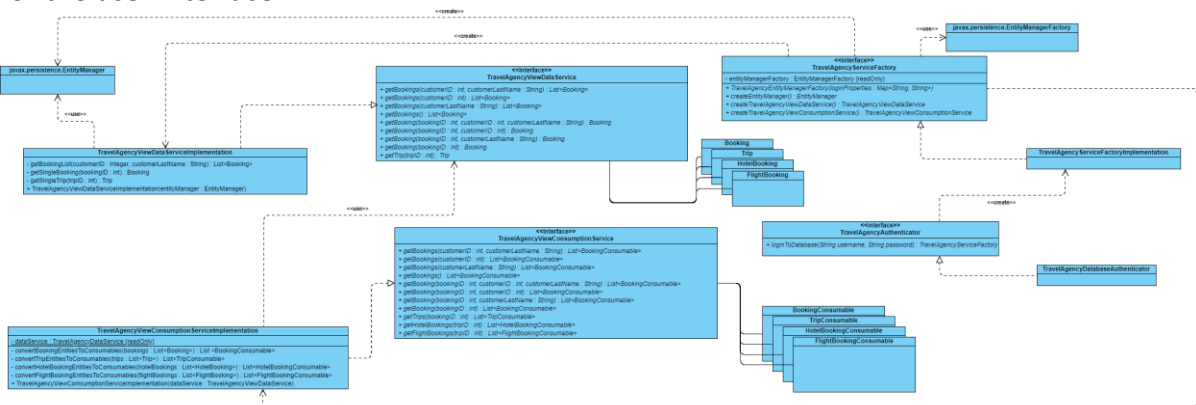 <<create>>
<<create>>
<<use>>
javax.persistence.EntityManagerFactory
javax.persistence.EntityManager
<<use>>
<<interface>>
TravelAgencyViewDataService
+ getBookings(customerID : int, customerLastName : String) : List<Booking>
+ getBookings(customerID : int) : List<Booking>
+ getBookings(customerLastName : String) : List<Booking>
+ getBookings() : List<Booking>
+ getBooking(bookingID : int, customerID : int, customerLastName : String) : Booking
+ getBooking(bookingID : int, customerID : int) : Booking
+ getBooking(bookingID : int, customerLastName : String) : Booking
+ getBooking(bookingID : int) : Booking
+ getTrip(tripID : int) : Trip
<<interface>>
TravelAgencyServiceFactory
- entityManagerFactory : EntityManagerFactory {readOnly}
+ TravelAgencyEntityManagerFactory(loginProperties : Map<String, String>)
+ createEntityManager() : EntityManager
+ createTravelAgencyViewDataService() : TravelAgencyViewDataService
+ createTravelAgencyViewConsumptionService() : TravelAgencyViewConsumptionService
TravelAgencyViewDataServiceImplementation
- getBookingList(customerID : Integer, customerLastName : String) : List<Booking>
- getSingleBooking(bookingID : int) : Booking
- getSingleTrip(tripID : int) : Trip
+ TravelAgencyViewDataServiceImplementation(entityManager : EntityManager)
Booking
Trip
HotelBooking
FlightBooking
TravelAgencyServiceFactoryImplementation
<<create>>
<<use>>
<<interface>>
TravelAgencyAuthenticator
+ loginToDatabase(String username, String password) : TravelAgencyServiceFactory
TravelAgencyDatabaseAuthenticator
<<interface>>
TravelAgencyViewConsumptionService
+ getBookings(customerID : int, customerLastName : String) : List<BookingConsumable>
+ getBookings(customerID : int) : List<BookingConsumable>
+ getBookings(customerLastName : String) : List<BookingConsumable>
+ getBookings() : List<BookingConsumable>
+ getBooking(bookingID : int, customerID : int, customerLastName : String) : List<BookingConsumable>
+ getBooking(bookingID : int, customerID : int) : List<BookingConsumable>
+ getBooking(bookingID : int, customerLastName : String) : List<BookingConsumable>
+ getBooking(bookingID : int) : List<BookingConsumable>
+ getTrips(tripID : int) : List<TripConsumable>
+ getHotelBookings(tripID : int) : List<HotelBookingConsumable>
+ getFlightBookings(tripID : int) : List<FlightBookingConsumable>
BookingConsumable
TripConsumable
HotelBookingConsumable
FlightBookingConsumable
TravelAgencyViewConsumptionServiceImplementation
- dataService : TravelAgencyDataService {readOnly}
- convertBookingEntitiesToConsumables(bookings : List<Booking>) : List <BookingConsumable>
- convertTripEntitiesToConsumables(trips : List<Trip>) : List<TripConsumable>
- convertHotelBookingEntitiesToConsumables(hotelBookings : List<HotelBooking>) : List<HotelBookingConsumable>
- convertFlightBookingEntitiesToConsumables(flightBookings : List<FlightBooking>) : List<FlightBookingConsumable>
+ TravelAgencyViewComsumptionServiceImplementation(dataService : TravelAgencyViewDataService)